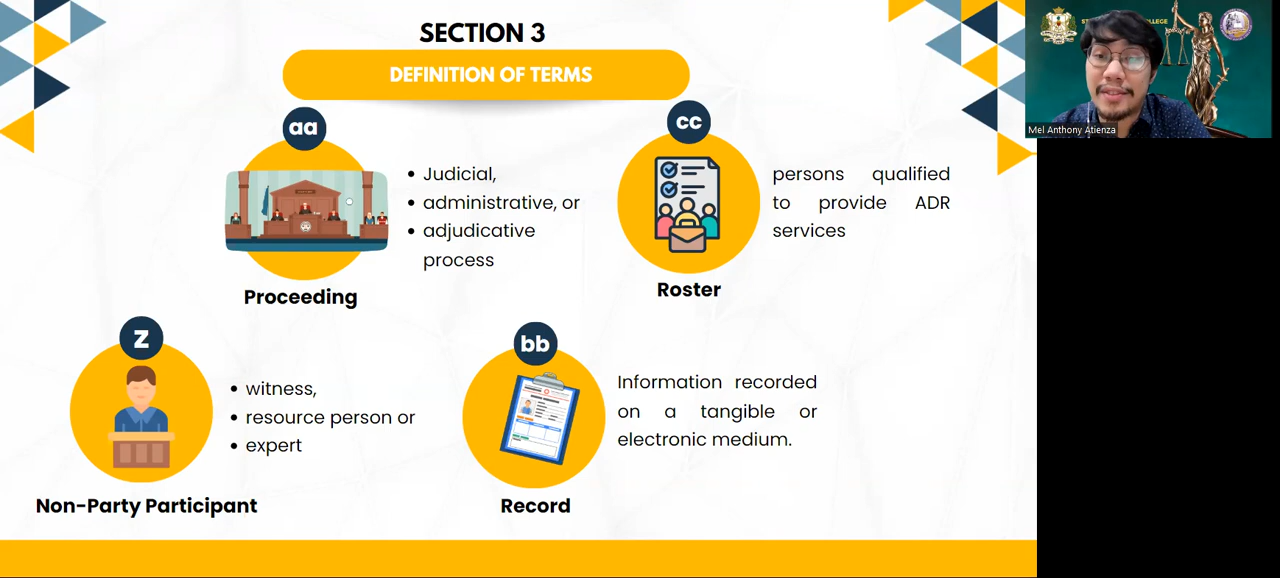 SECTION 3
DEFINITION OF TERMS
aa
• Judicial,
• administrative, or
• adjudicative
process
Proceeding
cc
persons qualified
to provide ADR
services
Roster
z
• witness,
• resource person or
• expert
Non-Party Participant
bb
Information recorded
on a tangible or
electronic medium.
Record
Mel Anthony Atienza